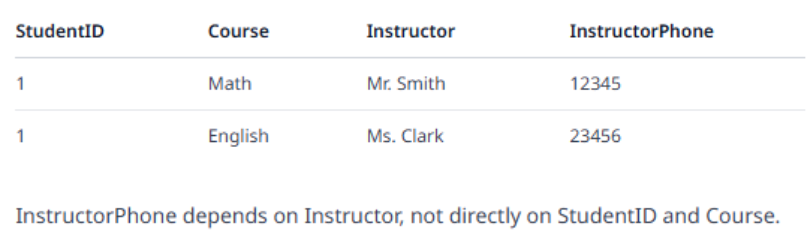 StudentID Course Instructor InstructorPhone
1 Math Mr. Smith 12345
1 English Ms. Clark 23456
InstructorPhone depends on Instructor, not directly on StudentID and Course.